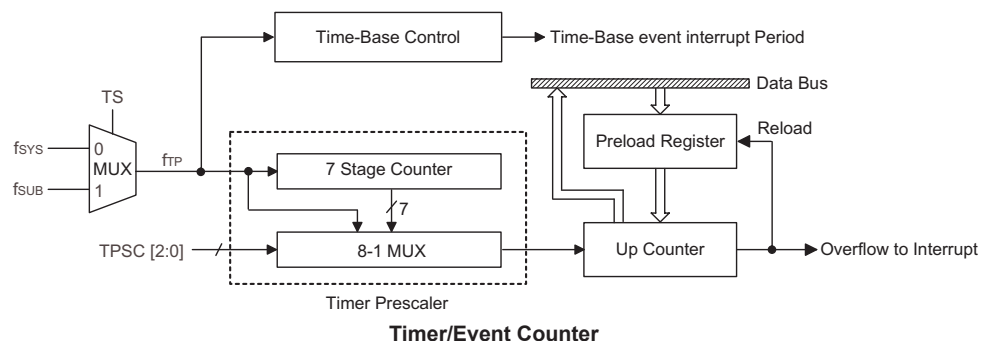 Time-Base Control
Time-Base event interrupt Period
Data Bus
TS
Preload Register
Reload
fSYS
0
MUX
fTP
7 Stage Counter
fSUB
1
7
TPSC [2:0]
8-1 MUX
Up Counter
Overflow to Interrupt
Timer Prescaler
Timer/Event Counter